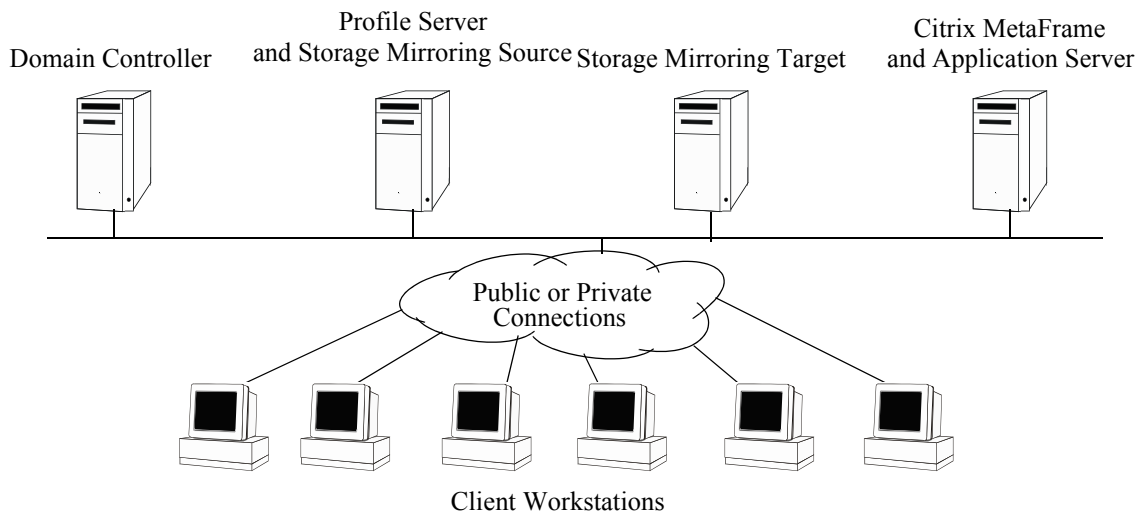 Domain Controller
Profile Server
and Storage Mirroring Source
Storage Mirroring Target
Citrix MetaFrame
and Application Server
Public or Private
Connections
Client Workstations